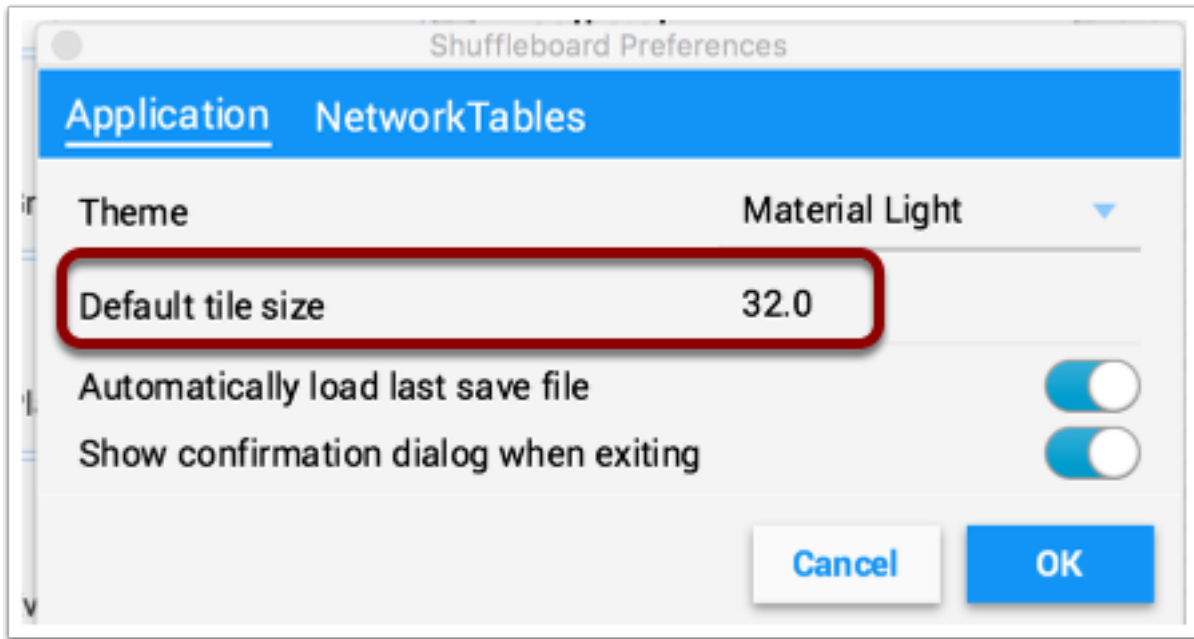 Shuffleboard Preferences
Application NetworkTables
Theme Material Light
Default tile size 32.0
Automatically load last save file
Show confirmation dialog when exiting
Cancel OK